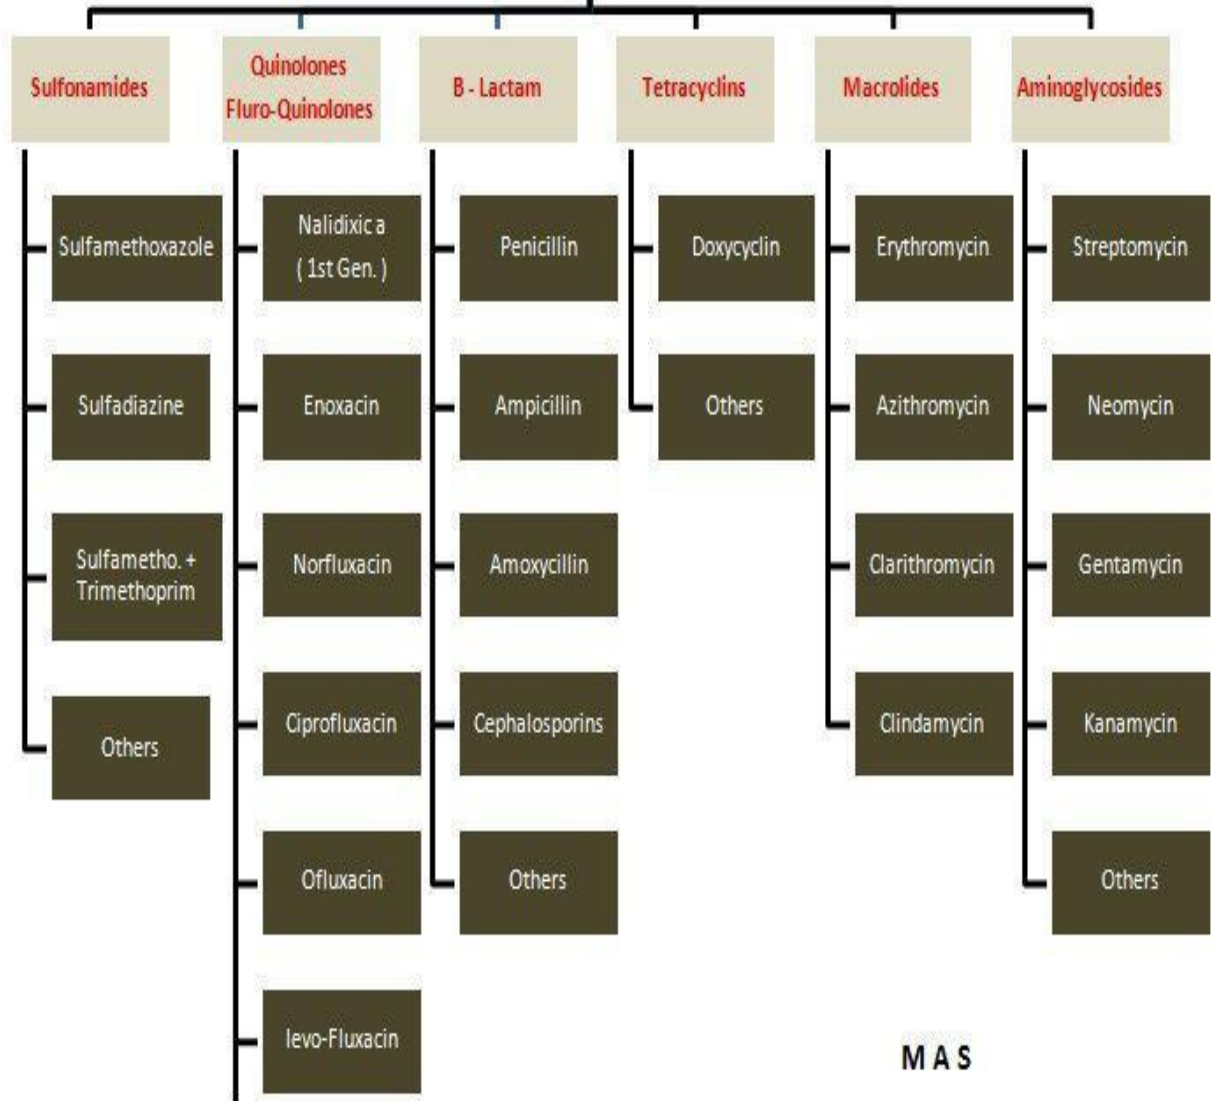 Sulfonamides
Sulfamethoxazole
Sulfadiazine
Sulfametho. +
Trimethoprim
Others
Quinolones
Fluro-Quinolones
Nalidixic a
( 1st Gen. )
Enoxacin
Norfluxacin
Ciprofluxacin
Ofluxacin
levo-Fluxacin
B - Lactam
Penicillin
Ampicillin
Amoxycillin
Cephalosporins
Others
Tetracyclins
Doxycyclin
Others
Macrolides
Erythromycin
Azithromycin
Clarithromycin
Clindamycin
Aminoglycosides
Streptomycin
Neomycin
Gentamycin
Kanamycin
Others
M A S